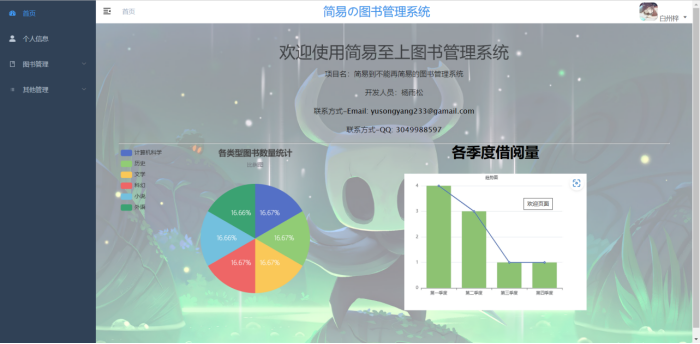 首页
个人信息
图书管理
其他管理
首页
简易の图书管理系统
白州梓
欢迎使用简易至上图书管理系统
项目名：简易到不能再简易的图书管理系统
开发人员：杨雨松
联系方式-Email: yusongyang233@gamail.com
联系方式-QQ: 3049988597
各类型图书数量统计
计算机科学
历史
文学
科幻
小说
外语
16.66%
16.67%
16.66%
16.67%
16.67%
16.67%
各季度借阅量
欢迎页面
4
3
2
1
0
第一季度
第二季度
第三季度
第四季度